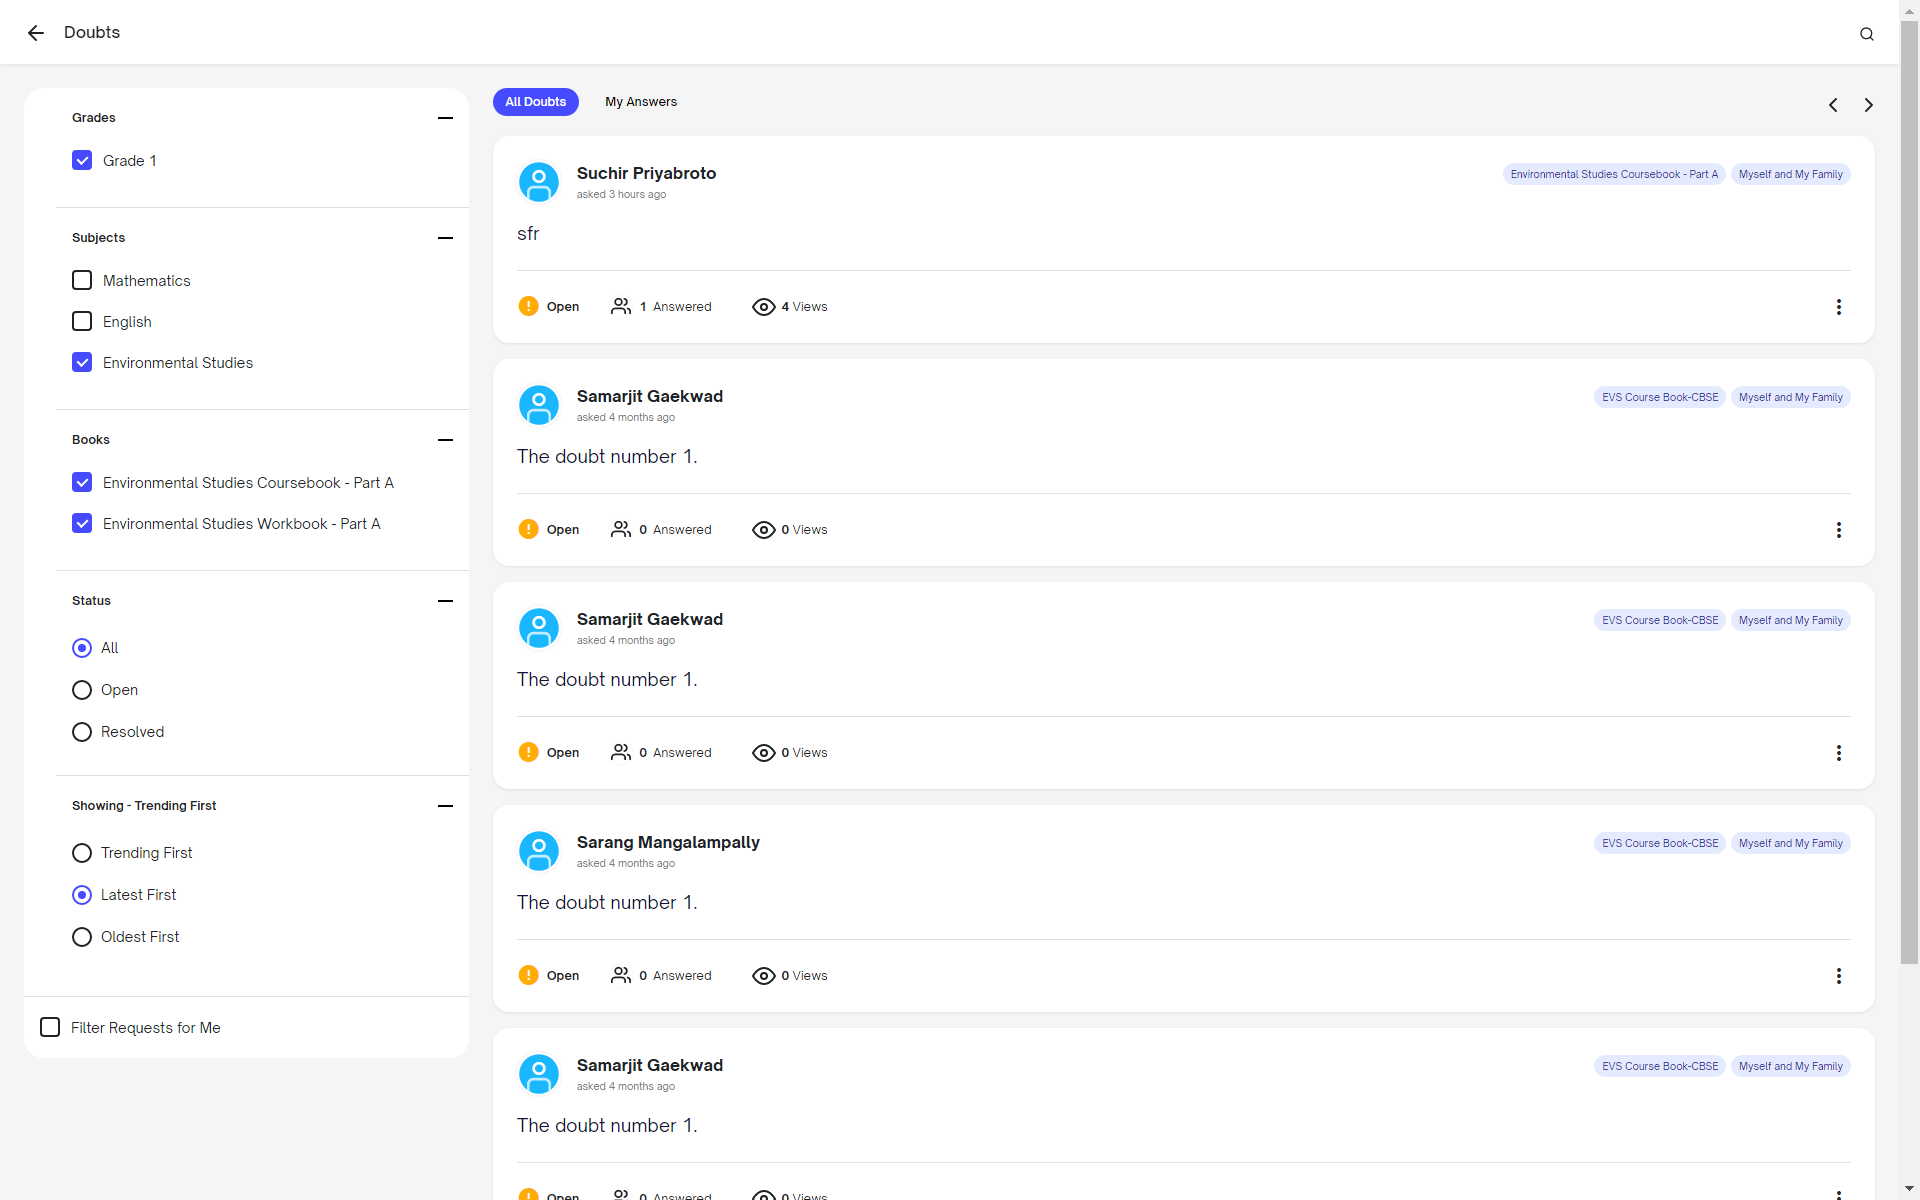 Doubts
Grades
Grade 1
Subjects
Mathematics
English
Environmental Studies
Books
Environmental Studies Coursebook - Part A
Environmental Studies Workbook - Part A
Status
All
Open
Resolved
Showing - Trending First
Trending First
Latest First
Oldest First
Filter Requests for Me
All Doubts My Answers
Suchir Priyabroto
asked 3 hours ago
Environmental Studies Coursebook - Part A Myself and My Family
sfr
Open 1 Answered 4 Views
Samarjit Gaekwad
asked 4 months ago
EVS Course Book-CBSE Myself and My Family
The doubt number 1.
Open 0 Answered 0 Views
Samarjit Gaekwad
asked 4 months ago
EVS Course Book-CBSE Myself and My Family
The doubt number 1.
Open 0 Answered 0 Views
Sarang Mangalampally
asked 4 months ago
EVS Course Book-CBSE Myself and My Family
The doubt number 1.
Open 0 Answered 0 Views
Samarjit Gaekwad
asked 4 months ago
EVS Course Book-CBSE Myself and My Family
The doubt number 1.
Open 0 Answered 0 Views